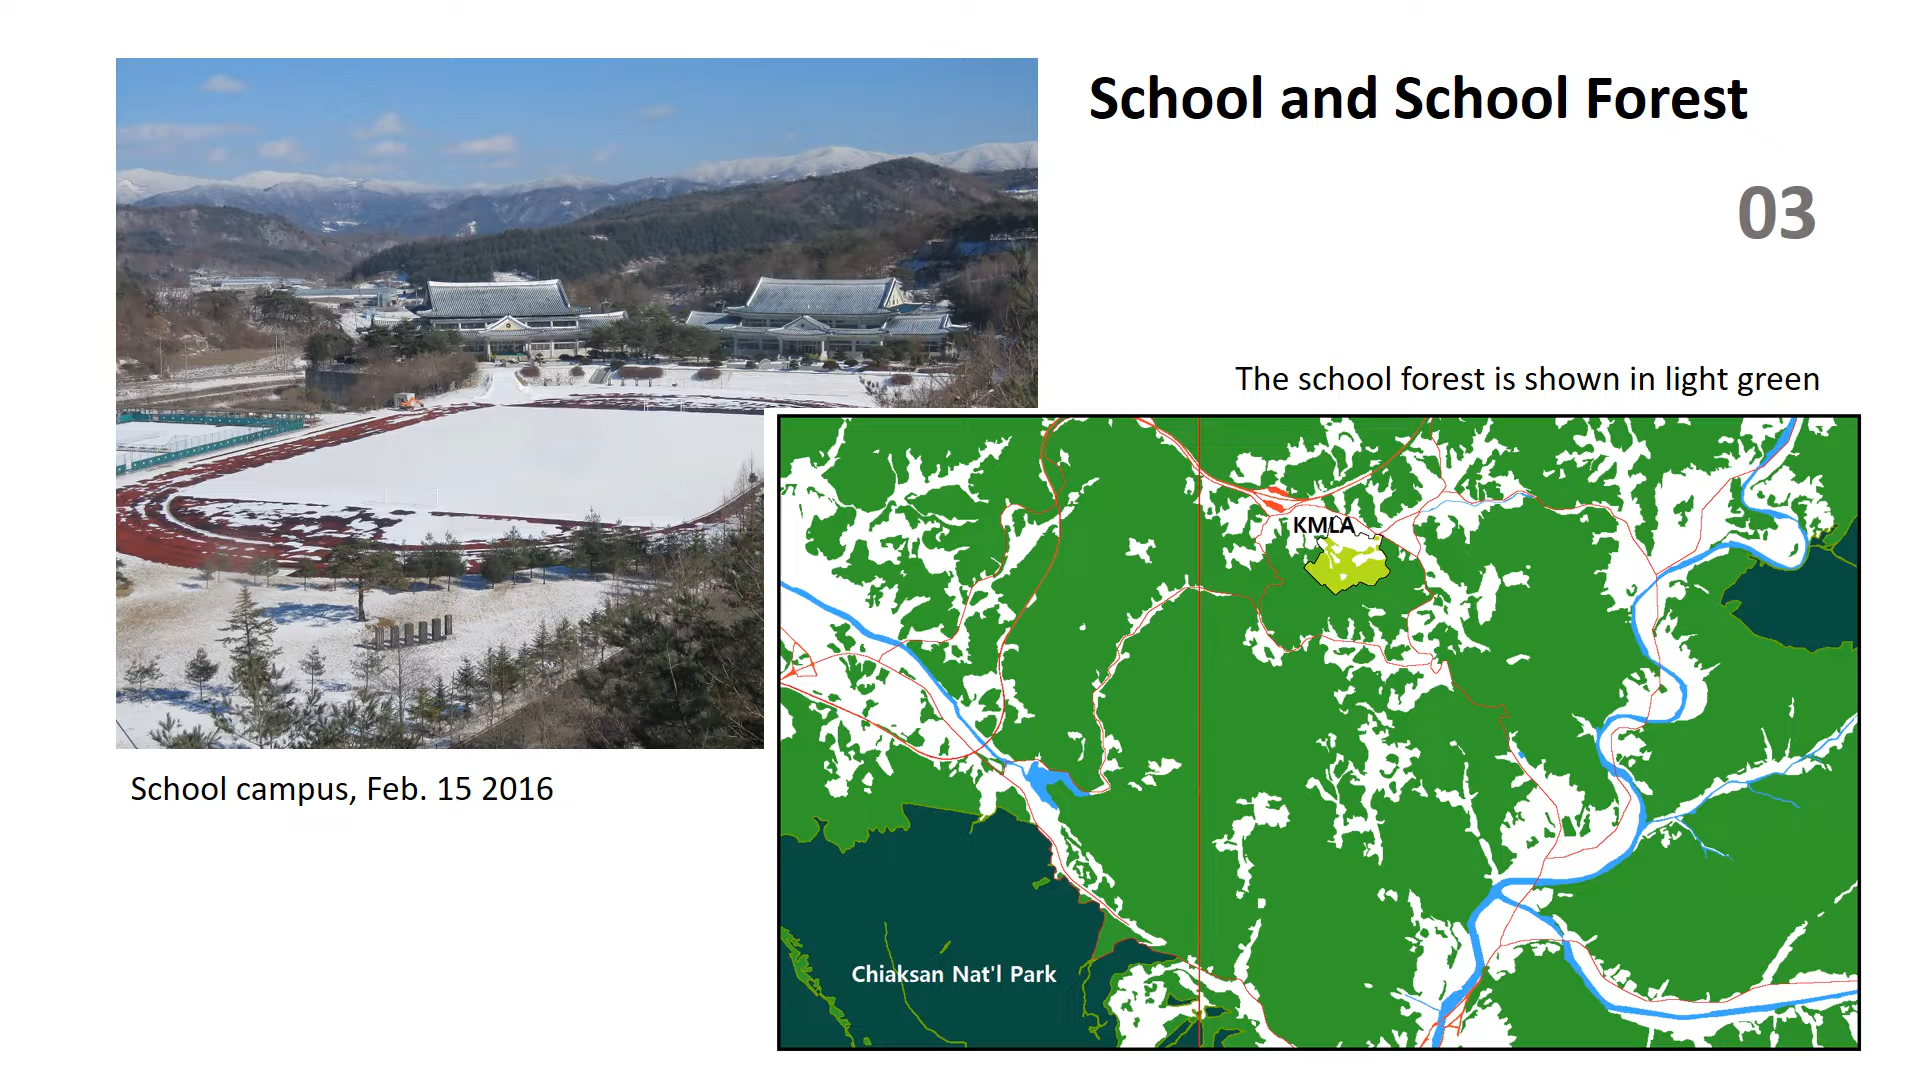 School and School Forest
03
The school forest is shown in light green
KMLA
School campus, Feb. 15 2016
Chiaksan Nat'l Park